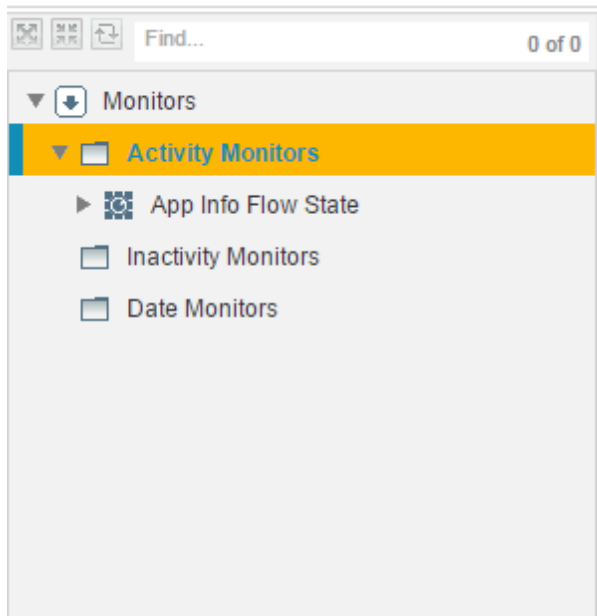 Find... 0 of 0
Monitors
Activity Monitors
App Info Flow State
Inactivity Monitors
Date Monitors